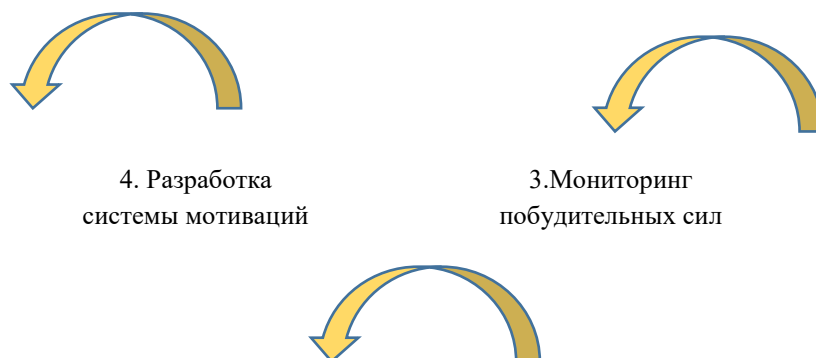 4. Разработка
системы мотиваций
3.Мониторинг
побудительных сил